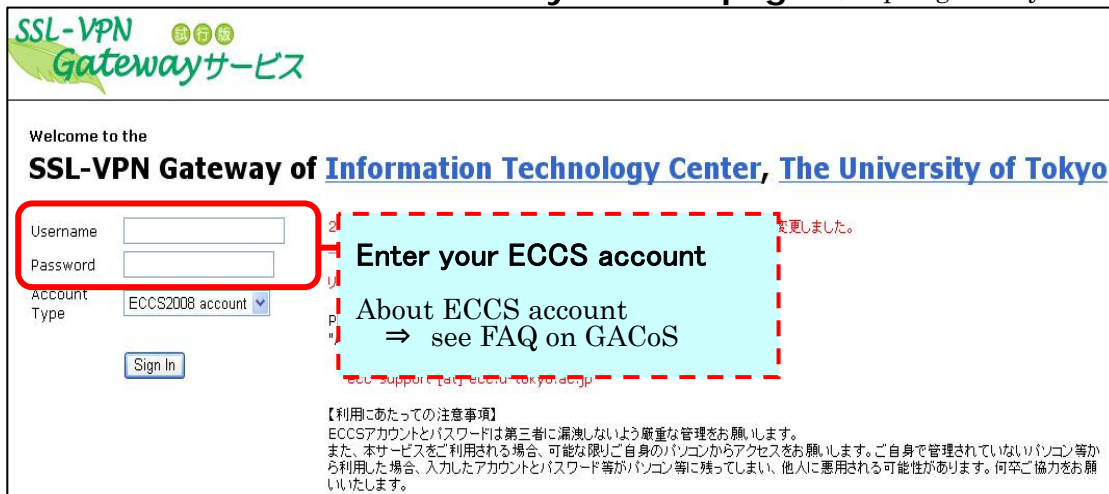 SSL-VPN 試行版
Gatewayサービス
Welcome to the
SSL-VPN Gateway of Information Technology Center, The University of Tokyo
Username
Password
Account
Type
ECCS2008 account
Sign In
変更しました。
Enter your ECCS account
About ECCS account
⇒ see FAQ on GACoS
【利用にあたっての注意事項】
ECCSアカウントとパスワードは第三者に漏洩しないよう厳重な管理をお願いします。
また、本サービスをご利用される場合、可能な限りご自身のパソコンからアクセスをお願いします。ご自身で管理されていないパソコン等か
ら利用した場合、入力したアカウントとパスワード等がパソコン等に残ってしまい、他人に悪用される可能性があります。何卒ご協力をお願
いいたします。